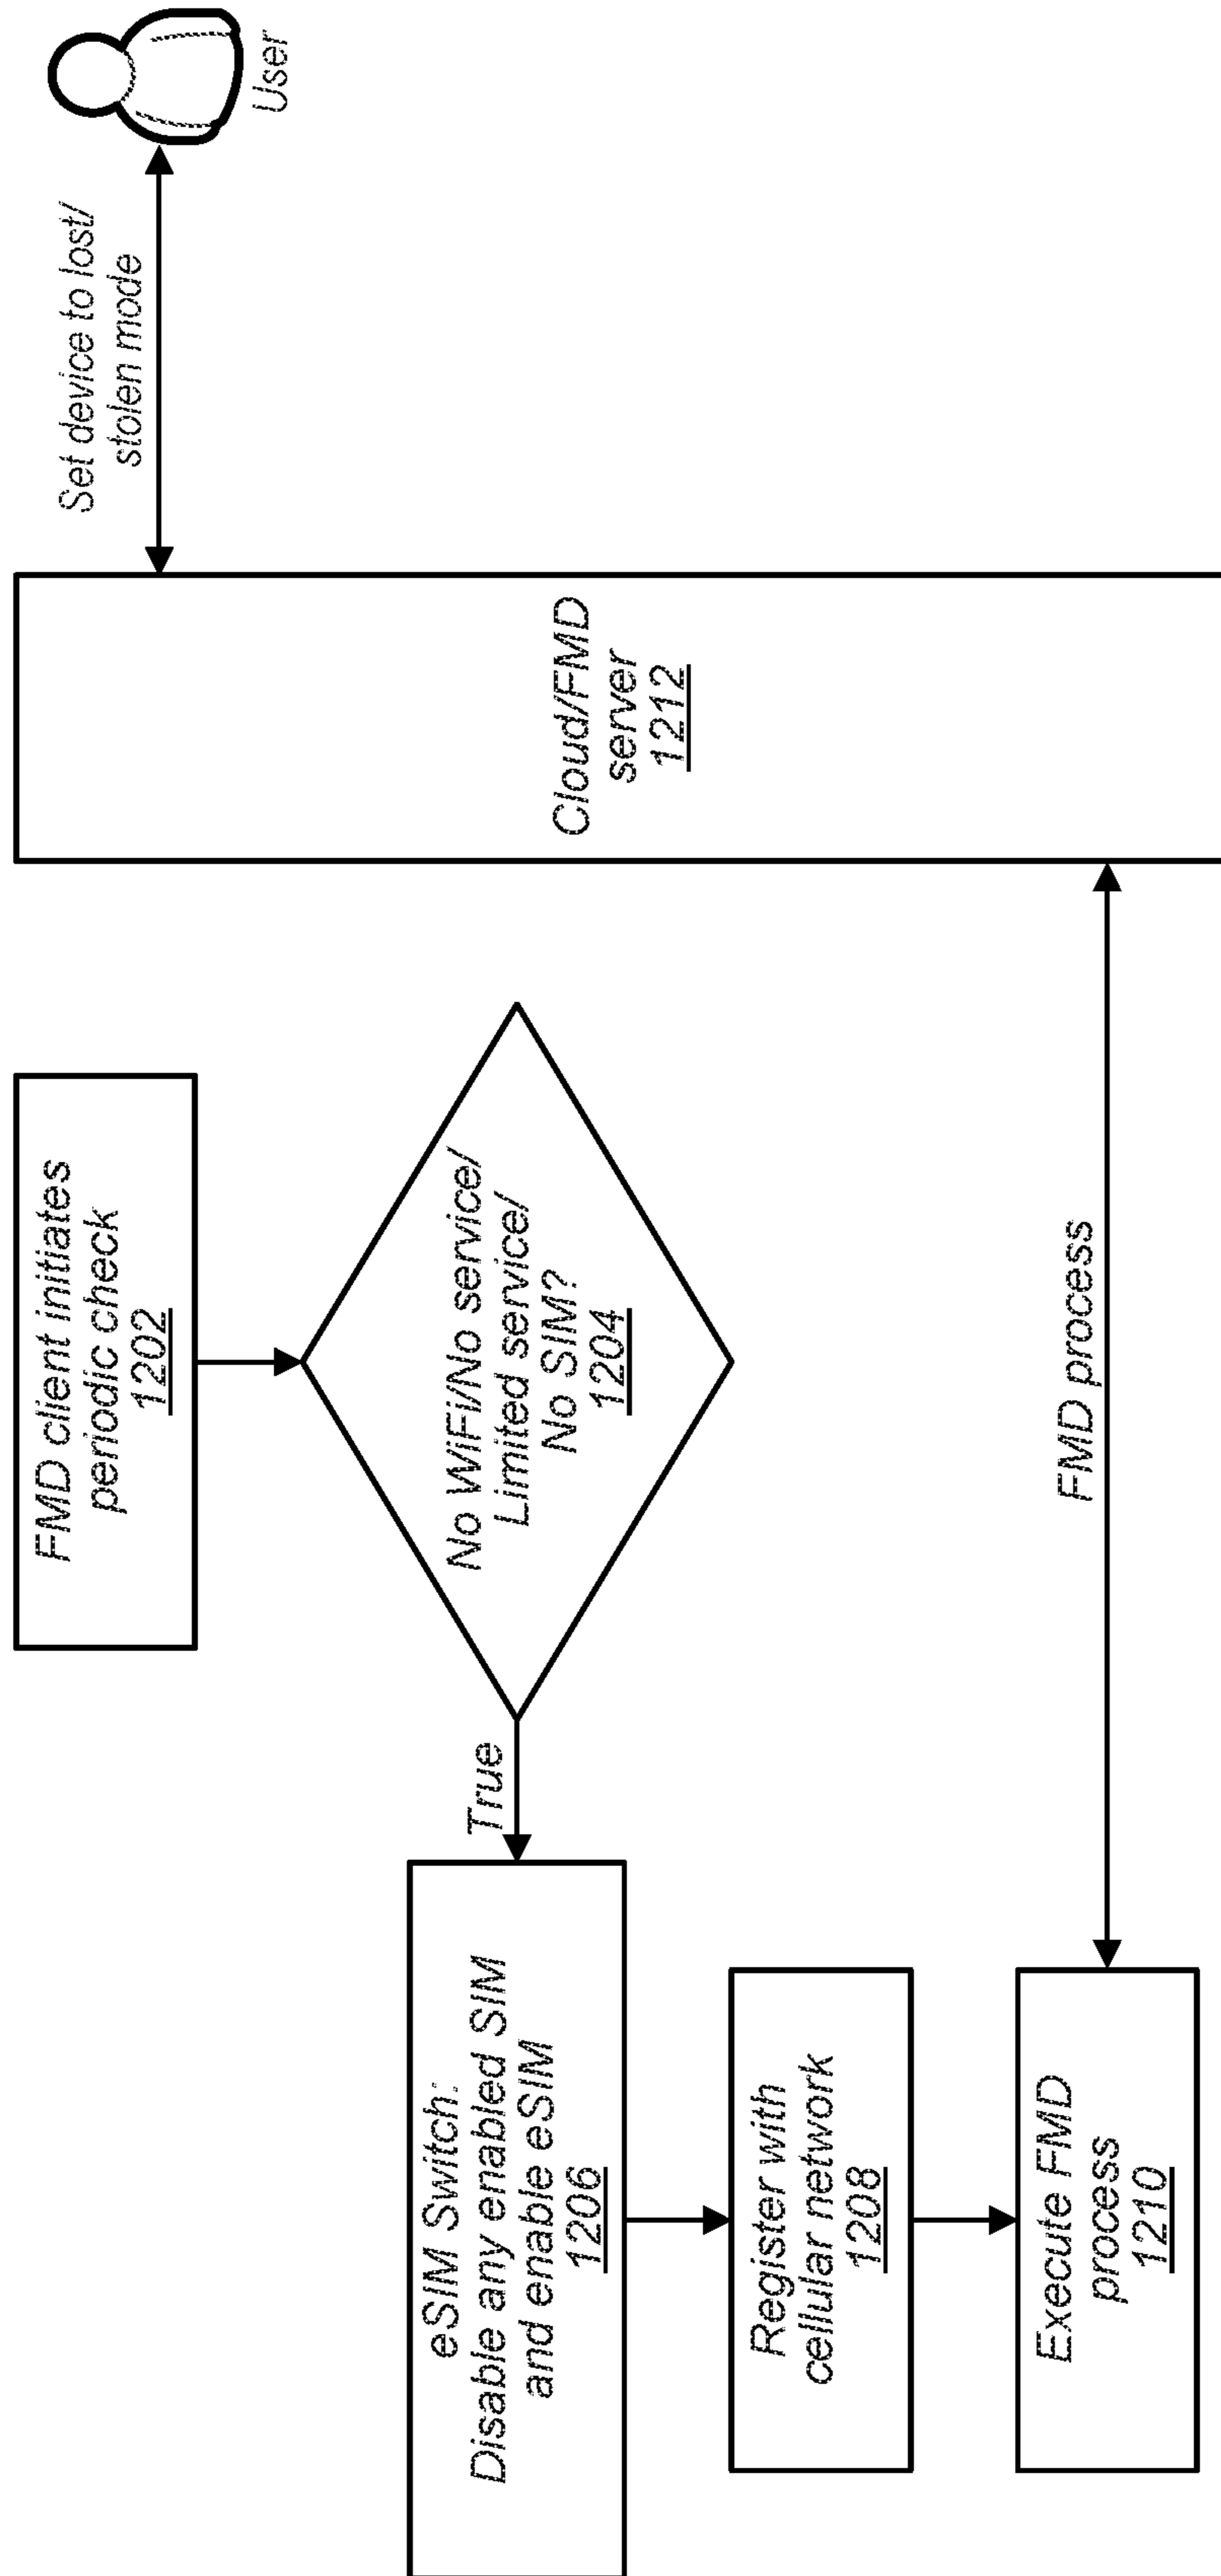 FMD client initiates
periodic check
1202
No WiFi/No service/
Limited service/
No SIM?
1204
True
eSIM Switch:
Disable any enabled SIM
and enable eSIM
1206
Register with
cellular network
1208
Execute FMD
process
1210
FMD process
Cloud/FMD
server
1212
Set device to lost/
stolen mode
User